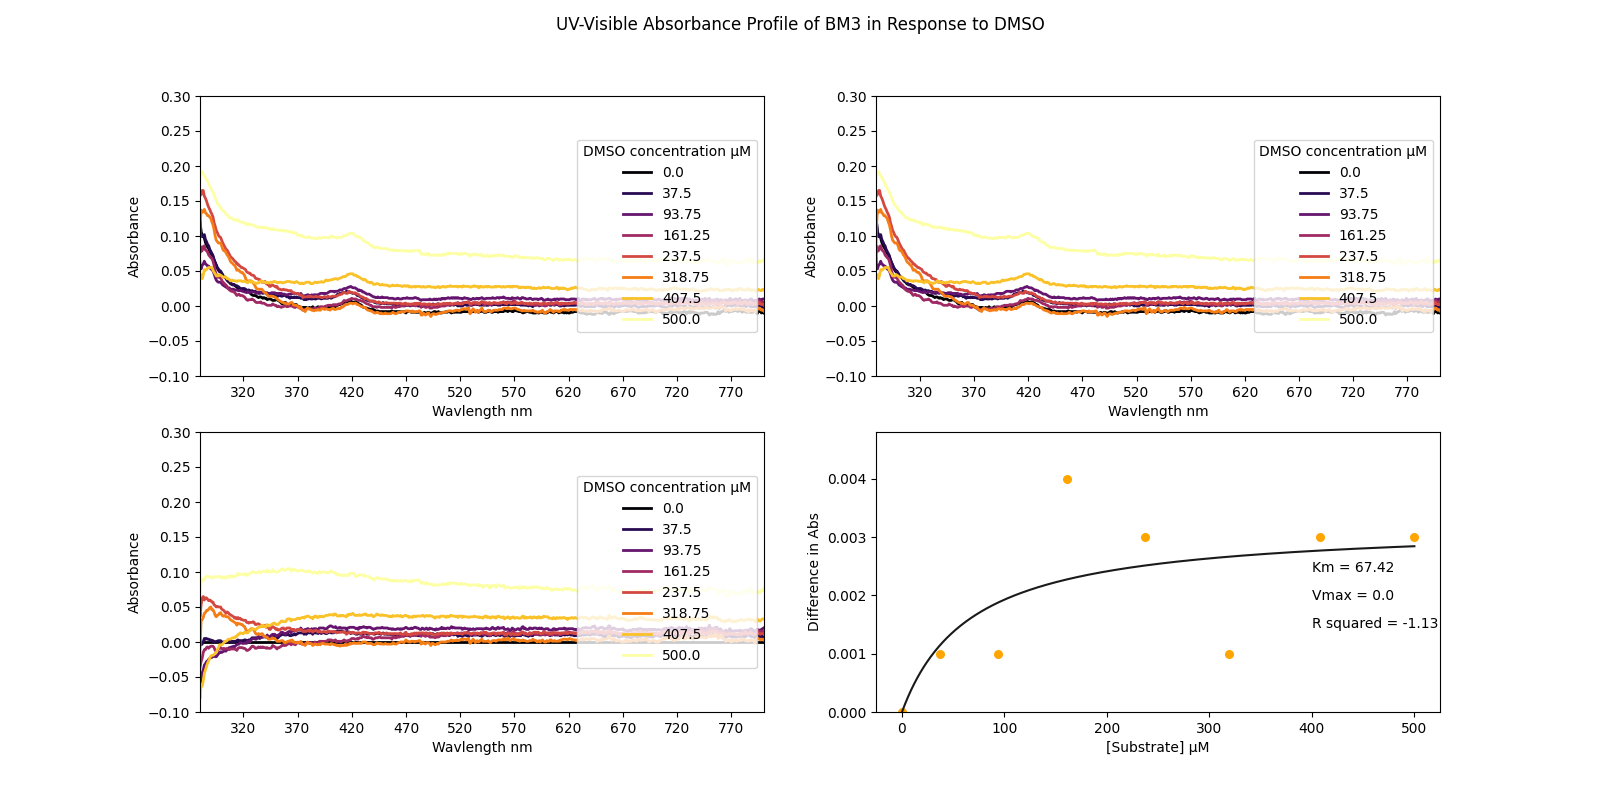 UV-Visible Absorbance Profile of BM3 in Response to DMSO
0.30
0.25
0.20
0.15
0.10
0.05
0.00
−0.05
−0.10
Absorbance
320 370 420 470 520 570 620 670 720 770
Wavlength nm
DMSO concentration μM
0.0
37.5
93.75
161.25
237.5
318.75
407.5
500.0
0.30
0.25
0.20
0.15
0.10
0.05
0.00
−0.05
−0.10
Absorbance
320 370 420 470 520 570 620 670 720 770
Wavlength nm
DMSO concentration μM
0.0
37.5
93.75
161.25
237.5
318.75
407.5
500.0
0.30
0.25
0.20
0.15
0.10
0.05
0.00
−0.05
−0.10
Absorbance
320 370 420 470 520 570 620 670 720 770
Wavlength nm
DMSO concentration μM
0.0
37.5
93.75
161.25
237.5
318.75
407.5
500.0
0.004
0.003
0.002
0.001
0.000
Difference in Abs
0 100 200 300 400 500
[Substrate] μM
Km = 67.42
Vmax = 0.0
R squared = -1.13